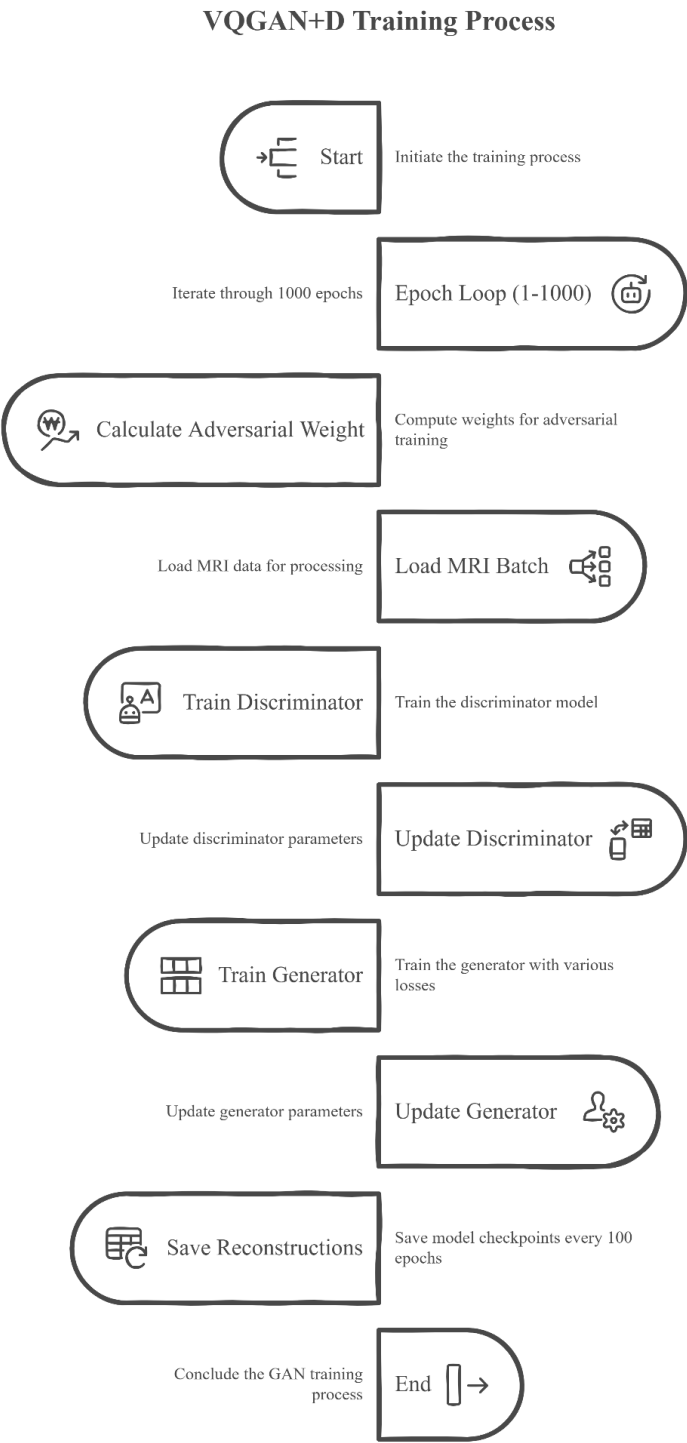 VQGAN+D Training Process
Start
Initiate the training process
Iterate through 1000 epochs
Epoch Loop (1-1000)
Calculate Adversarial Weight
Compute weights for adversarial
training
Load MRI data for processing
Load MRI Batch
Train Discriminator
Train the discriminator model
Update discriminator parameters
Update Discriminator
Train Generator
Train the generator with various
losses
Update generator parameters
Update Generator
Save Reconstructions
Save model checkpoints every 100
epochs
Conclude the GAN training
process
End